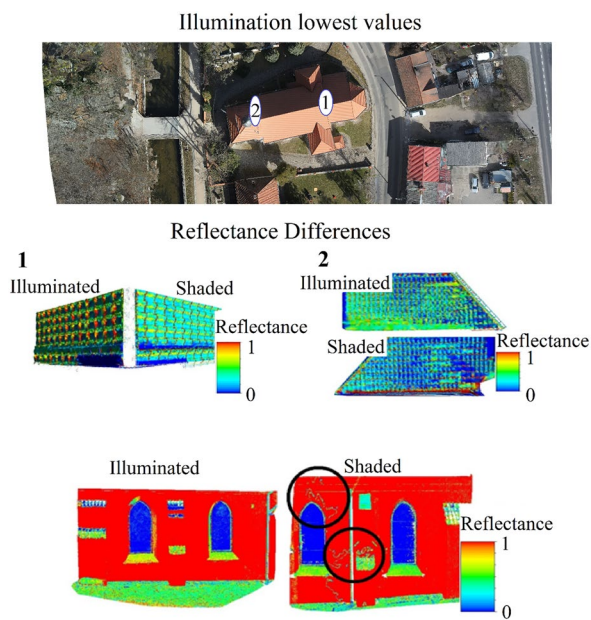 Illumination lowest values
2 1
Reflectance Differences
1 2
Illuminated Shaded
Illuminated
Reflectance
1
0
Shaded
Reflectance
1
0
Illuminated Shaded
Reflectance
1
0